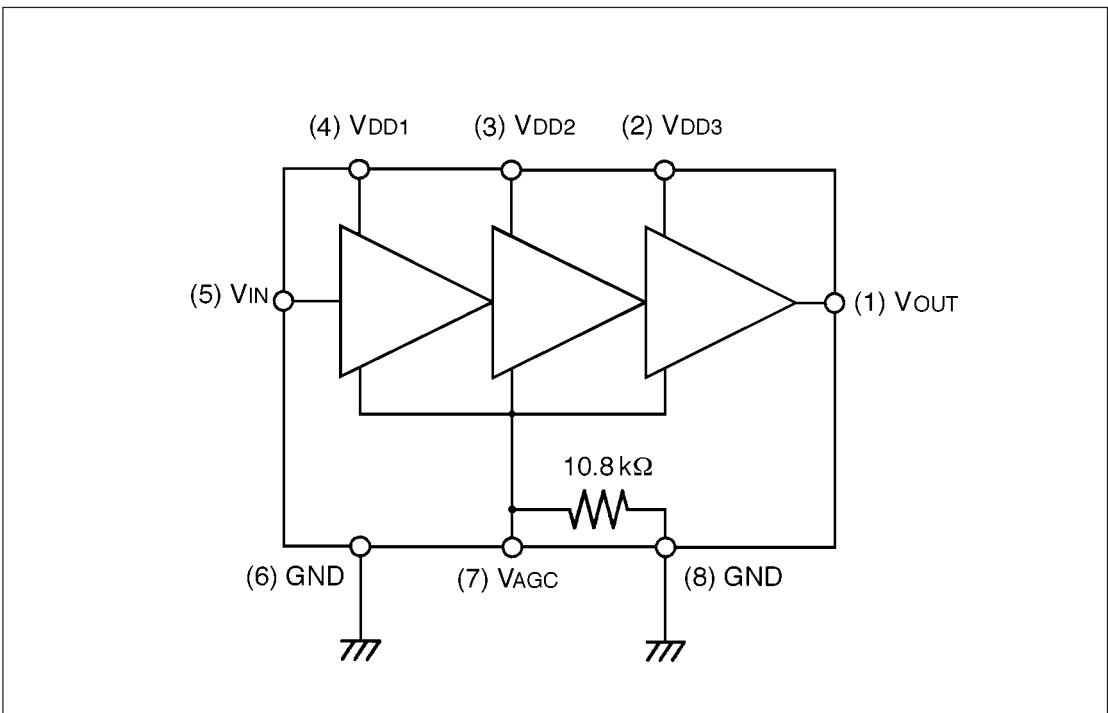 (4) VDD1
(3) VDD2
(2) VDD3
(5) VIN
(1) VOUT
10.8 kΩ
(6) GND
(7) VAGC
(8) GND